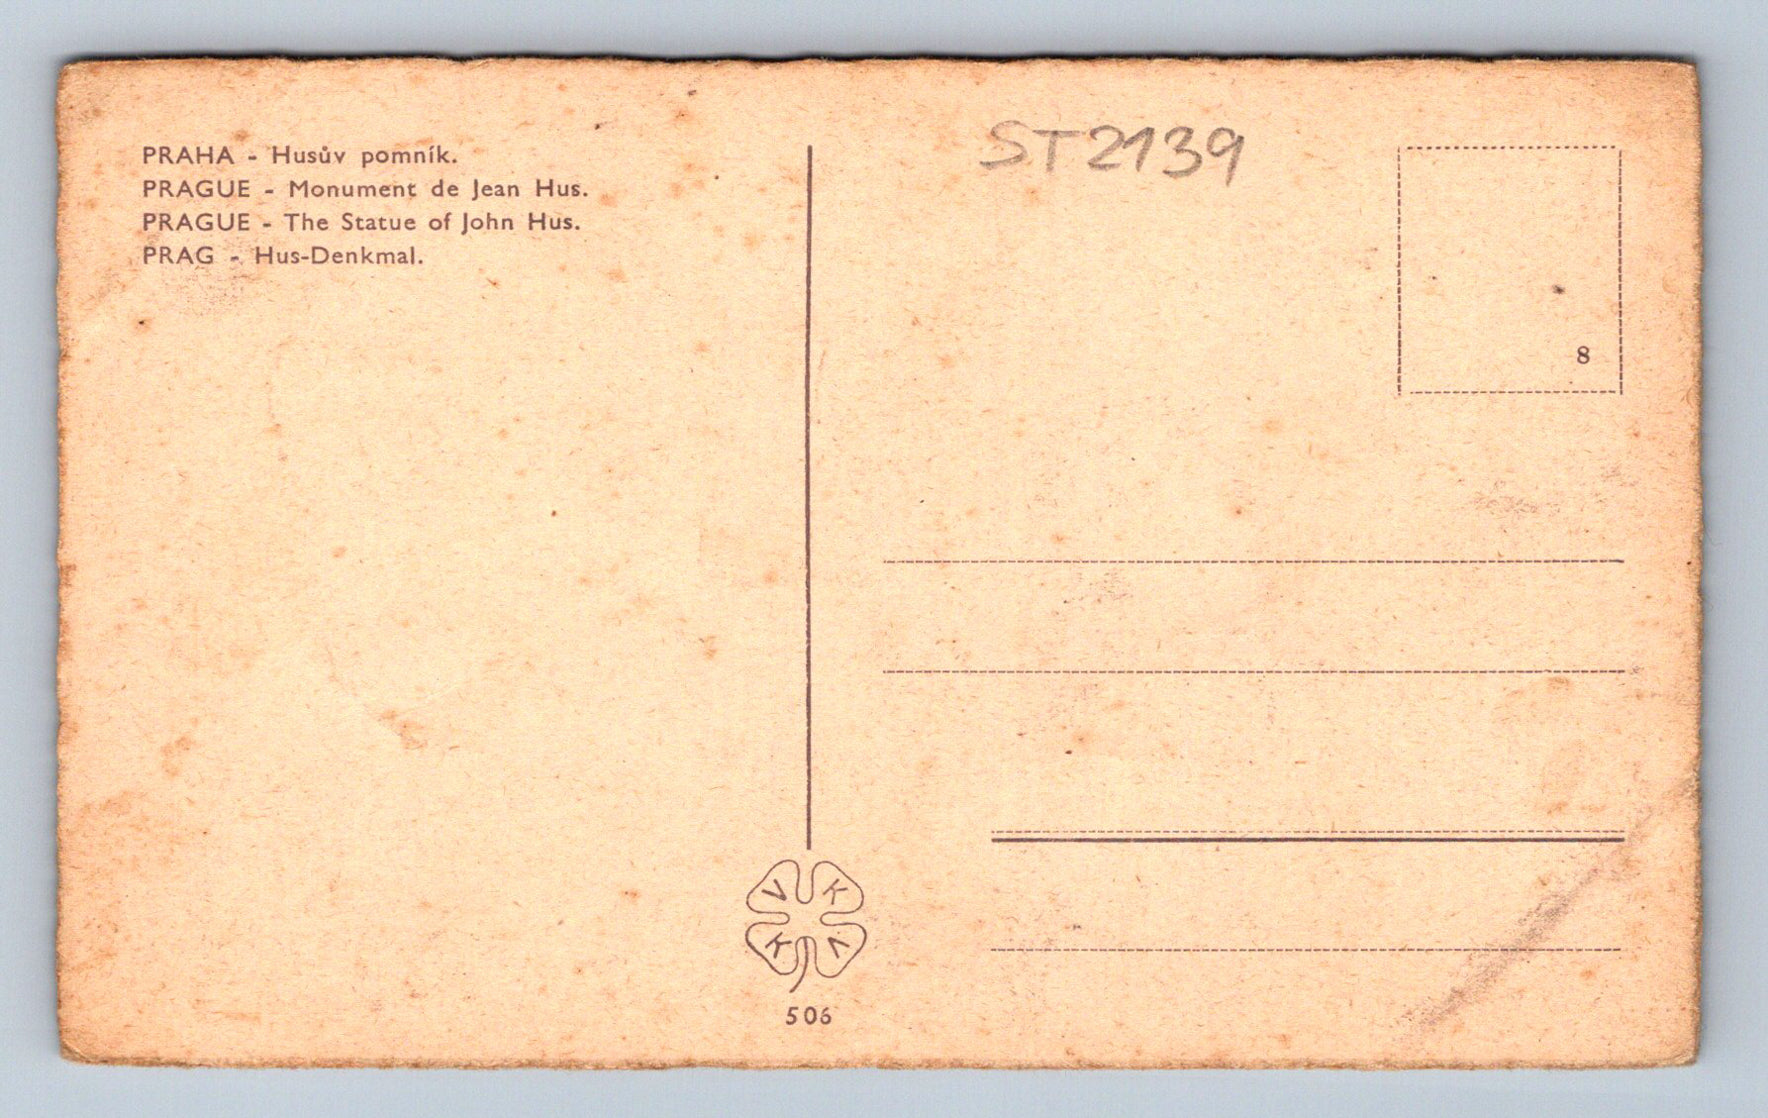 PRAHA - Husův pomník.
PRAGUE - Monument de Jean Hus.
PRAGUE - The Statue of John Hus.
PRAG - Hus-Denkmal.
ST2139
8
V K
K V
506